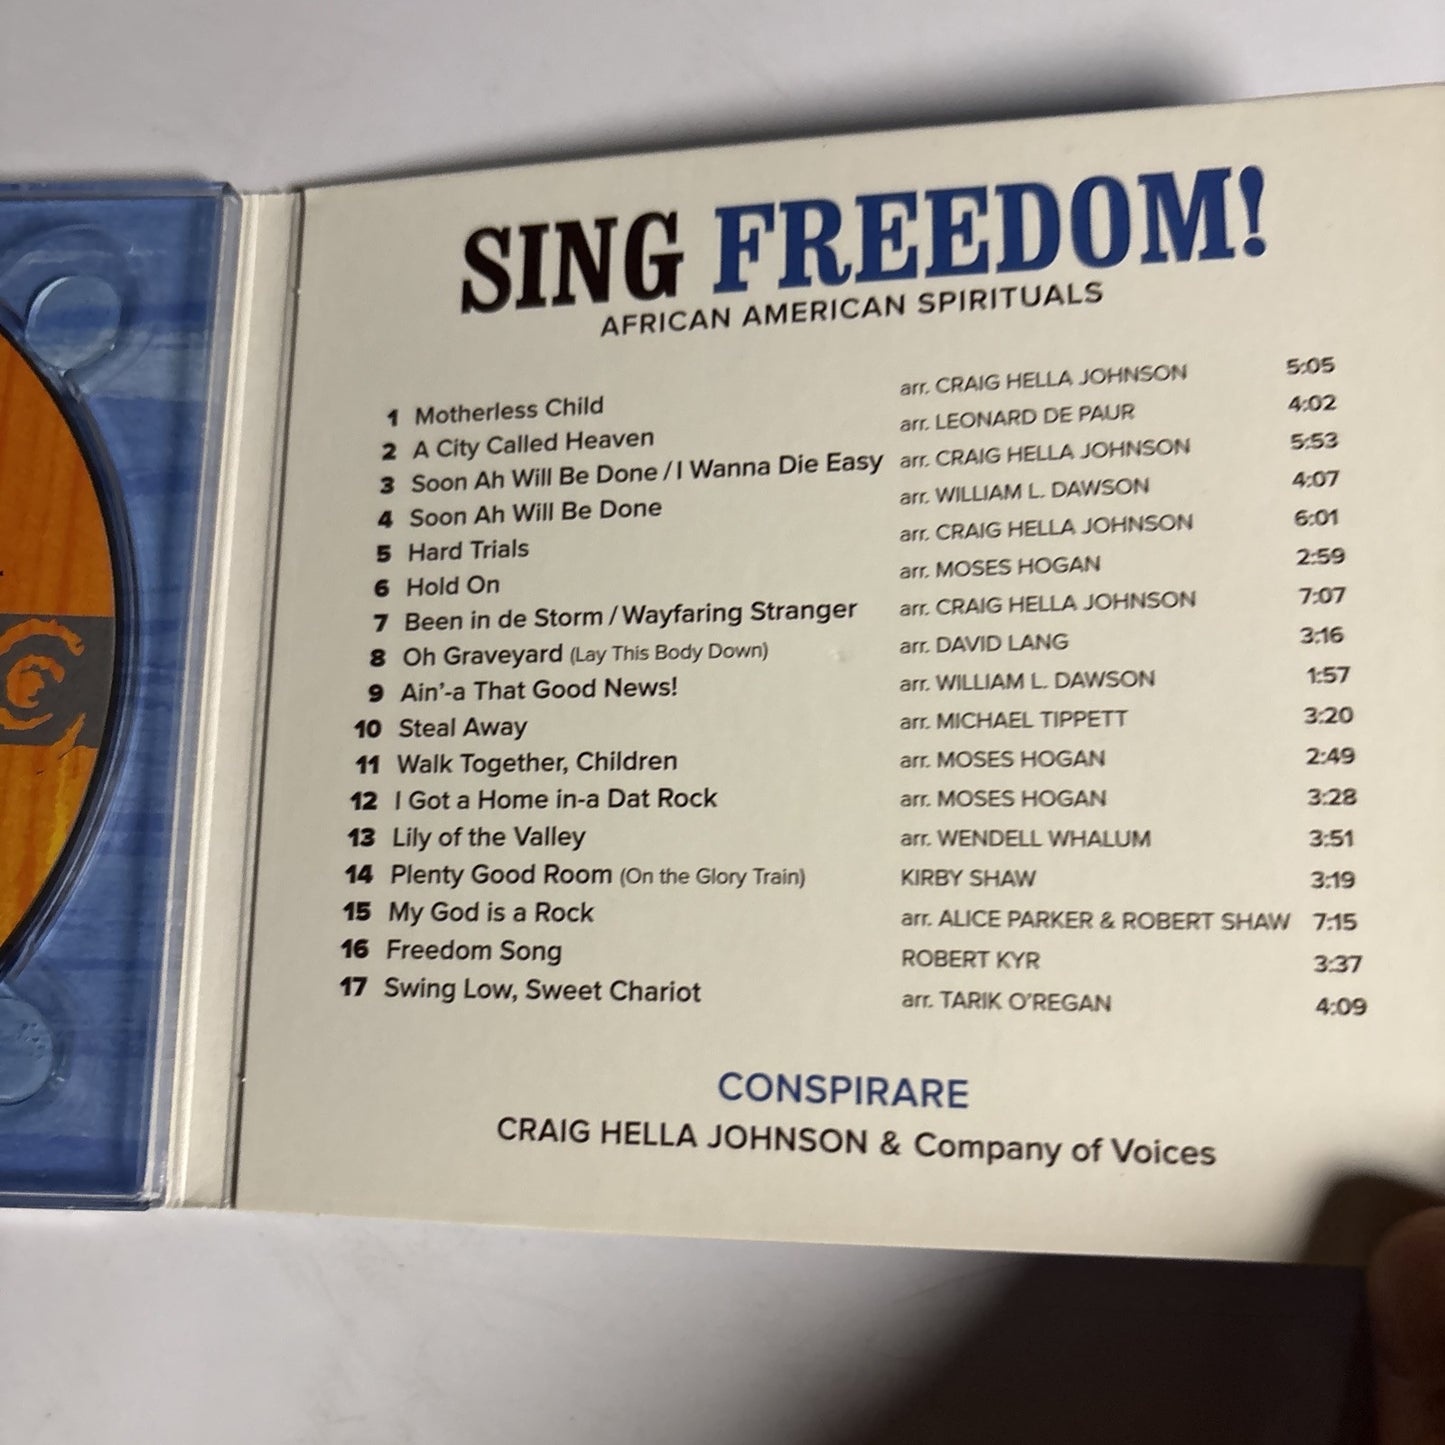 SING FREEDOM!
AFRICAN AMERICAN SPIRITUALS
1 Motherless Child arr. CRAIG HELLA JOHNSON 5:05
2 A City Called Heaven arr. LEONARD DE PAUR 4:02
3 Soon Ah Will Be Done / I Wanna Die Easy arr. CRAIG HELLA JOHNSON 5:53
4 Soon Ah Will Be Done arr. WILLIAM L. DAWSON 4:07
5 Hard Trials arr. CRAIG HELLA JOHNSON 6:01
6 Hold On arr. MOSES HOGAN 2:59
7 Been in de Storm / Wayfaring Stranger arr. CRAIG HELLA JOHNSON 7:07
8 Oh Graveyard (Lay This Body Down) arr. DAVID LANG 3:16
9 Ain'-a That Good News! arr. WILLIAM L. DAWSON 1:57
10 Steal Away arr. MICHAEL TIPPETT 3:20
11 Walk Together, Children arr. MOSES HOGAN 2:49
12 I Got a Home in-a Dat Rock arr. MOSES HOGAN 3:28
13 Lily of the Valley arr. WENDELL WHALUM 3:51
14 Plenty Good Room (On the Glory Train) KIRBY SHAW 3:19
15 My God is a Rock arr. ALICE PARKER & ROBERT SHAW 7:15
16 Freedom Song ROBERT KYR 3:37
17 Swing Low, Sweet Chariot arr. TARIK O'REGAN 4:09
CONSPIRARE
CRAIG HELLA JOHNSON & Company of Voices